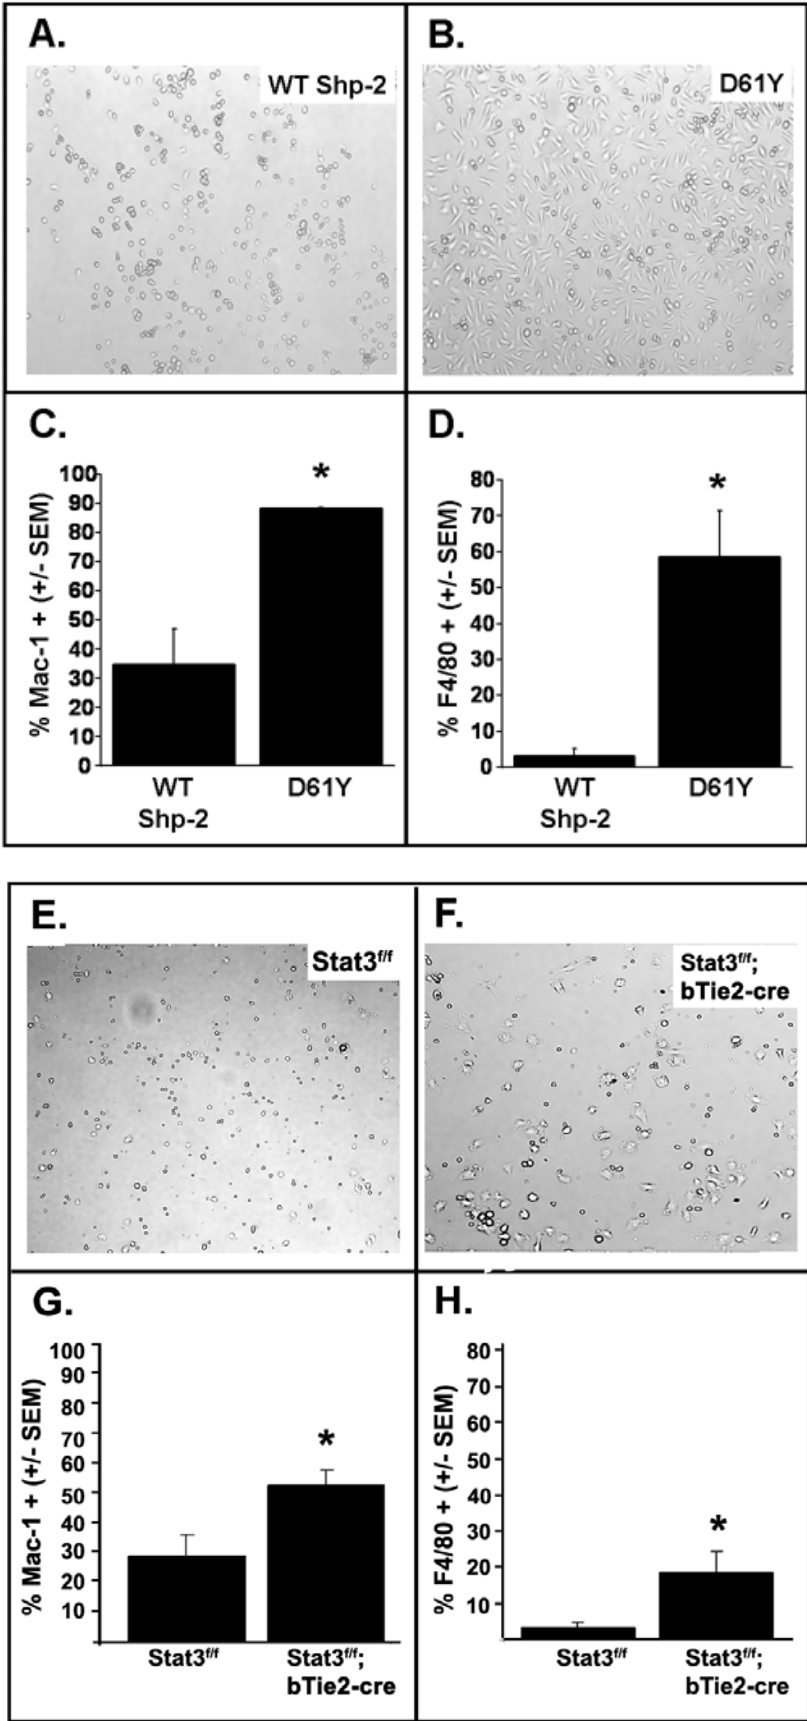 A.
WT Shp-2
B.
D61Y
C.
% Mac-1 + (+/- SEM)
100
90
80
70
60
50
40
30
20
10
0
*
WT
Shp-2
D61Y
D.
% F4/80 + (+/- SEM)
80
70
60
50
40
30
20
10
0
*
WT
Shp-2
D61Y
E.
Stat3f/f
F.
Stat3f/f;
bTie2-cre
G.
% Mac-1 + (+/- SEM)
100
90
80
70
60
50
40
30
20
10
*
Stat3f/f
Stat3f/f;
bTie2-cre
H.
% F4/80 + (+/- SEM)
80
70
60
50
40
30
20
10
*
Stat3f/f
Stat3f/f;
bTie2-cre